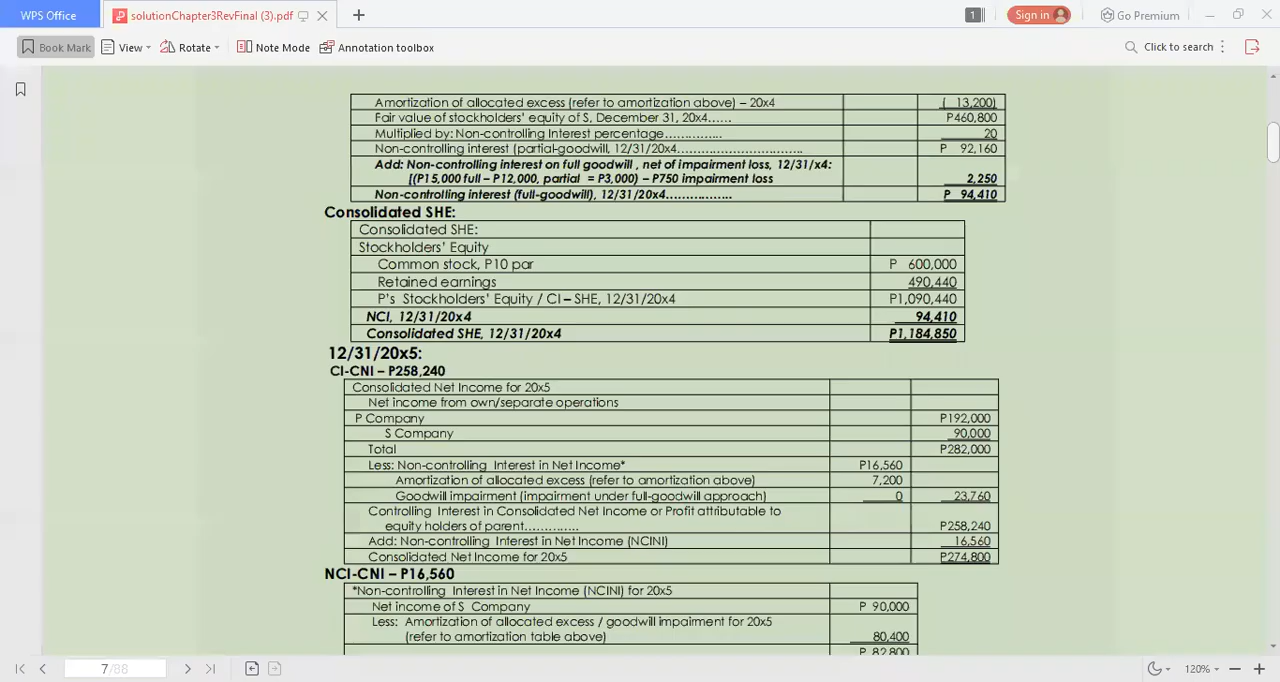 WPS Office
solutionChapter3RevFinal (3).pdf
1
Sign in
Go Premium
Book Mark
View
Rotate
Note Mode
Annotation toolbox
Click to search
Amortization of allocated excess (refer to amortization above) – 20x4 ( 13,200)
Fair value of stockholders' equity of S, December 31, 20x4...... P460,800
Multiplied by: Non-controlling Interest percentage............... 20
Non-controlling interest (partial-goodwill, 12/31/20x4................................. P 92,160
Add: Non-controlling interest on full goodwill , net of impairment loss, 12/31/x4:
[(P15,000 full – P12,000, partial = P3,000) – P750 impairment loss 2,250
Non-controlling interest (full-goodwill), 12/31/20x4.................. P 94,410
Consolidated SHE:
Consolidated SHE:
Stockholders' Equity
Common stock, P10 par P 600,000
Retained earnings 490,440
P's Stockholders' Equity / CI – SHE, 12/31/20x4 P1,090,440
NCI, 12/31/20x4 94,410
Consolidated SHE, 12/31/20x4 P1,184,850
12/31/20x5:
CI-CNI – P258,240
Consolidated Net Income for 20x5
Net income from own/separate operations
P Company P192,000
S Company 90,000
Total P282,000
Less: Non-controlling Interest in Net Income* P16,560
Amortization of allocated excess (refer to amortization above) 7,200
Goodwill impairment (impairment under full-goodwill approach) 0 23,760
Controlling Interest in Consolidated Net Income or Profit attributable to
equity holders of parent............. P258,240
Add: Non-controlling Interest in Net Income (NCINI) 16,560
Consolidated Net Income for 20x5 P274,800
NCI-CNI – P16,560
*Non-controlling Interest in Net Income (NCINI) for 20x5
Net income of S Company P 90,000
Less: Amortization of allocated excess / goodwill impairment for 20x5
(refer to amortization table above) 80,400
P 82,800
7/88
120%